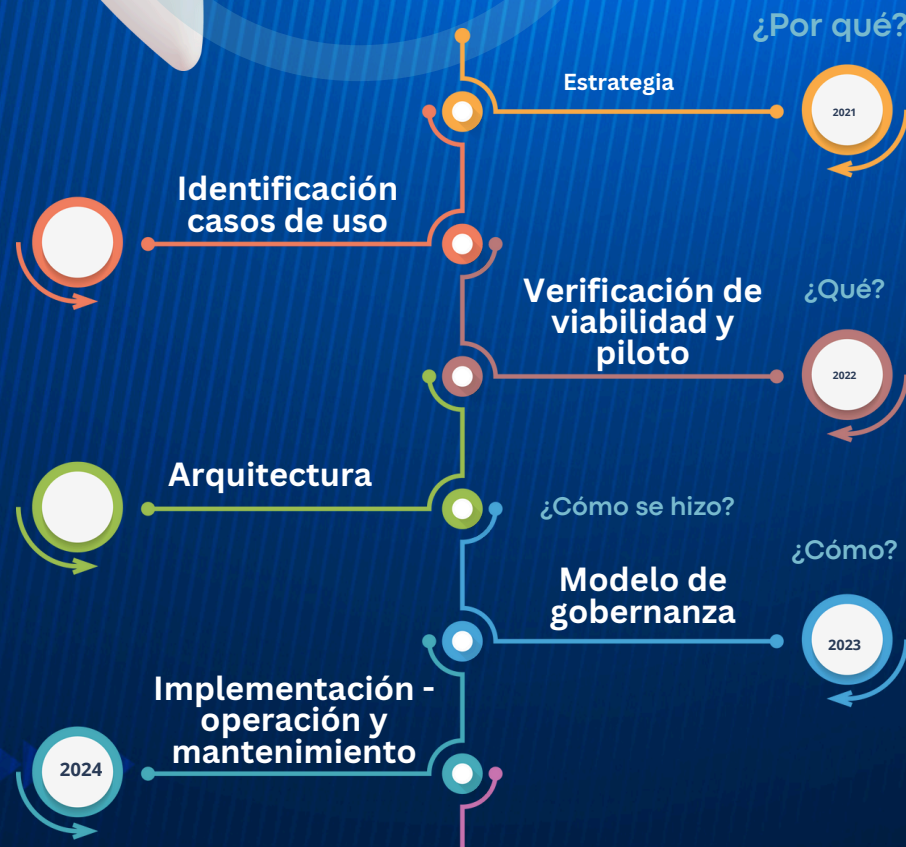 ¿Por qué?
Estrategia
2021
Identificación
casos de uso
Verificación de
viabilidad y
piloto
¿Qué?
2022
Arquitectura
¿Cómo se hizo?
¿Cómo?
Modelo de
gobernanza
2023
Implementación -
operación y
mantenimiento
2024